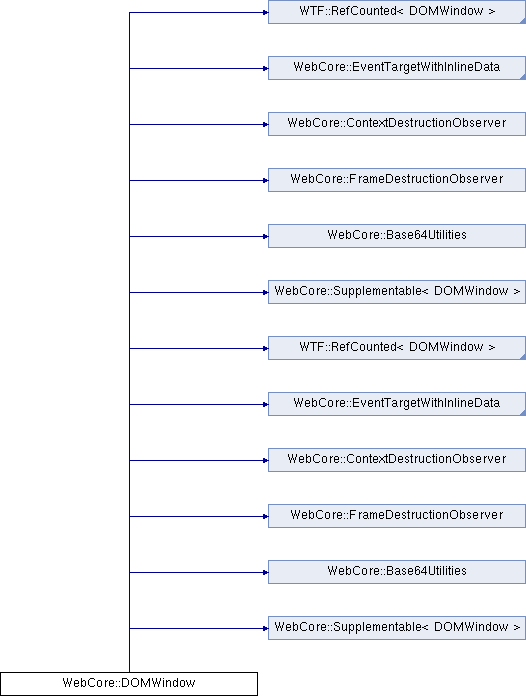 WTF::RefCounted< DOMWindow >
WebCore::EventTargetWithInlineData
WebCore::ContextDestructionObserver
WebCore::FrameDestructionObserver
WebCore::Base64Utilities
WebCore::Supplementable< DOMWindow >
WTF::RefCounted< DOMWindow >
WebCore::EventTargetWithInlineData
WebCore::ContextDestructionObserver
WebCore::FrameDestructionObserver
WebCore::Base64Utilities
WebCore::Supplementable< DOMWindow >
WebCore::DOMWindow